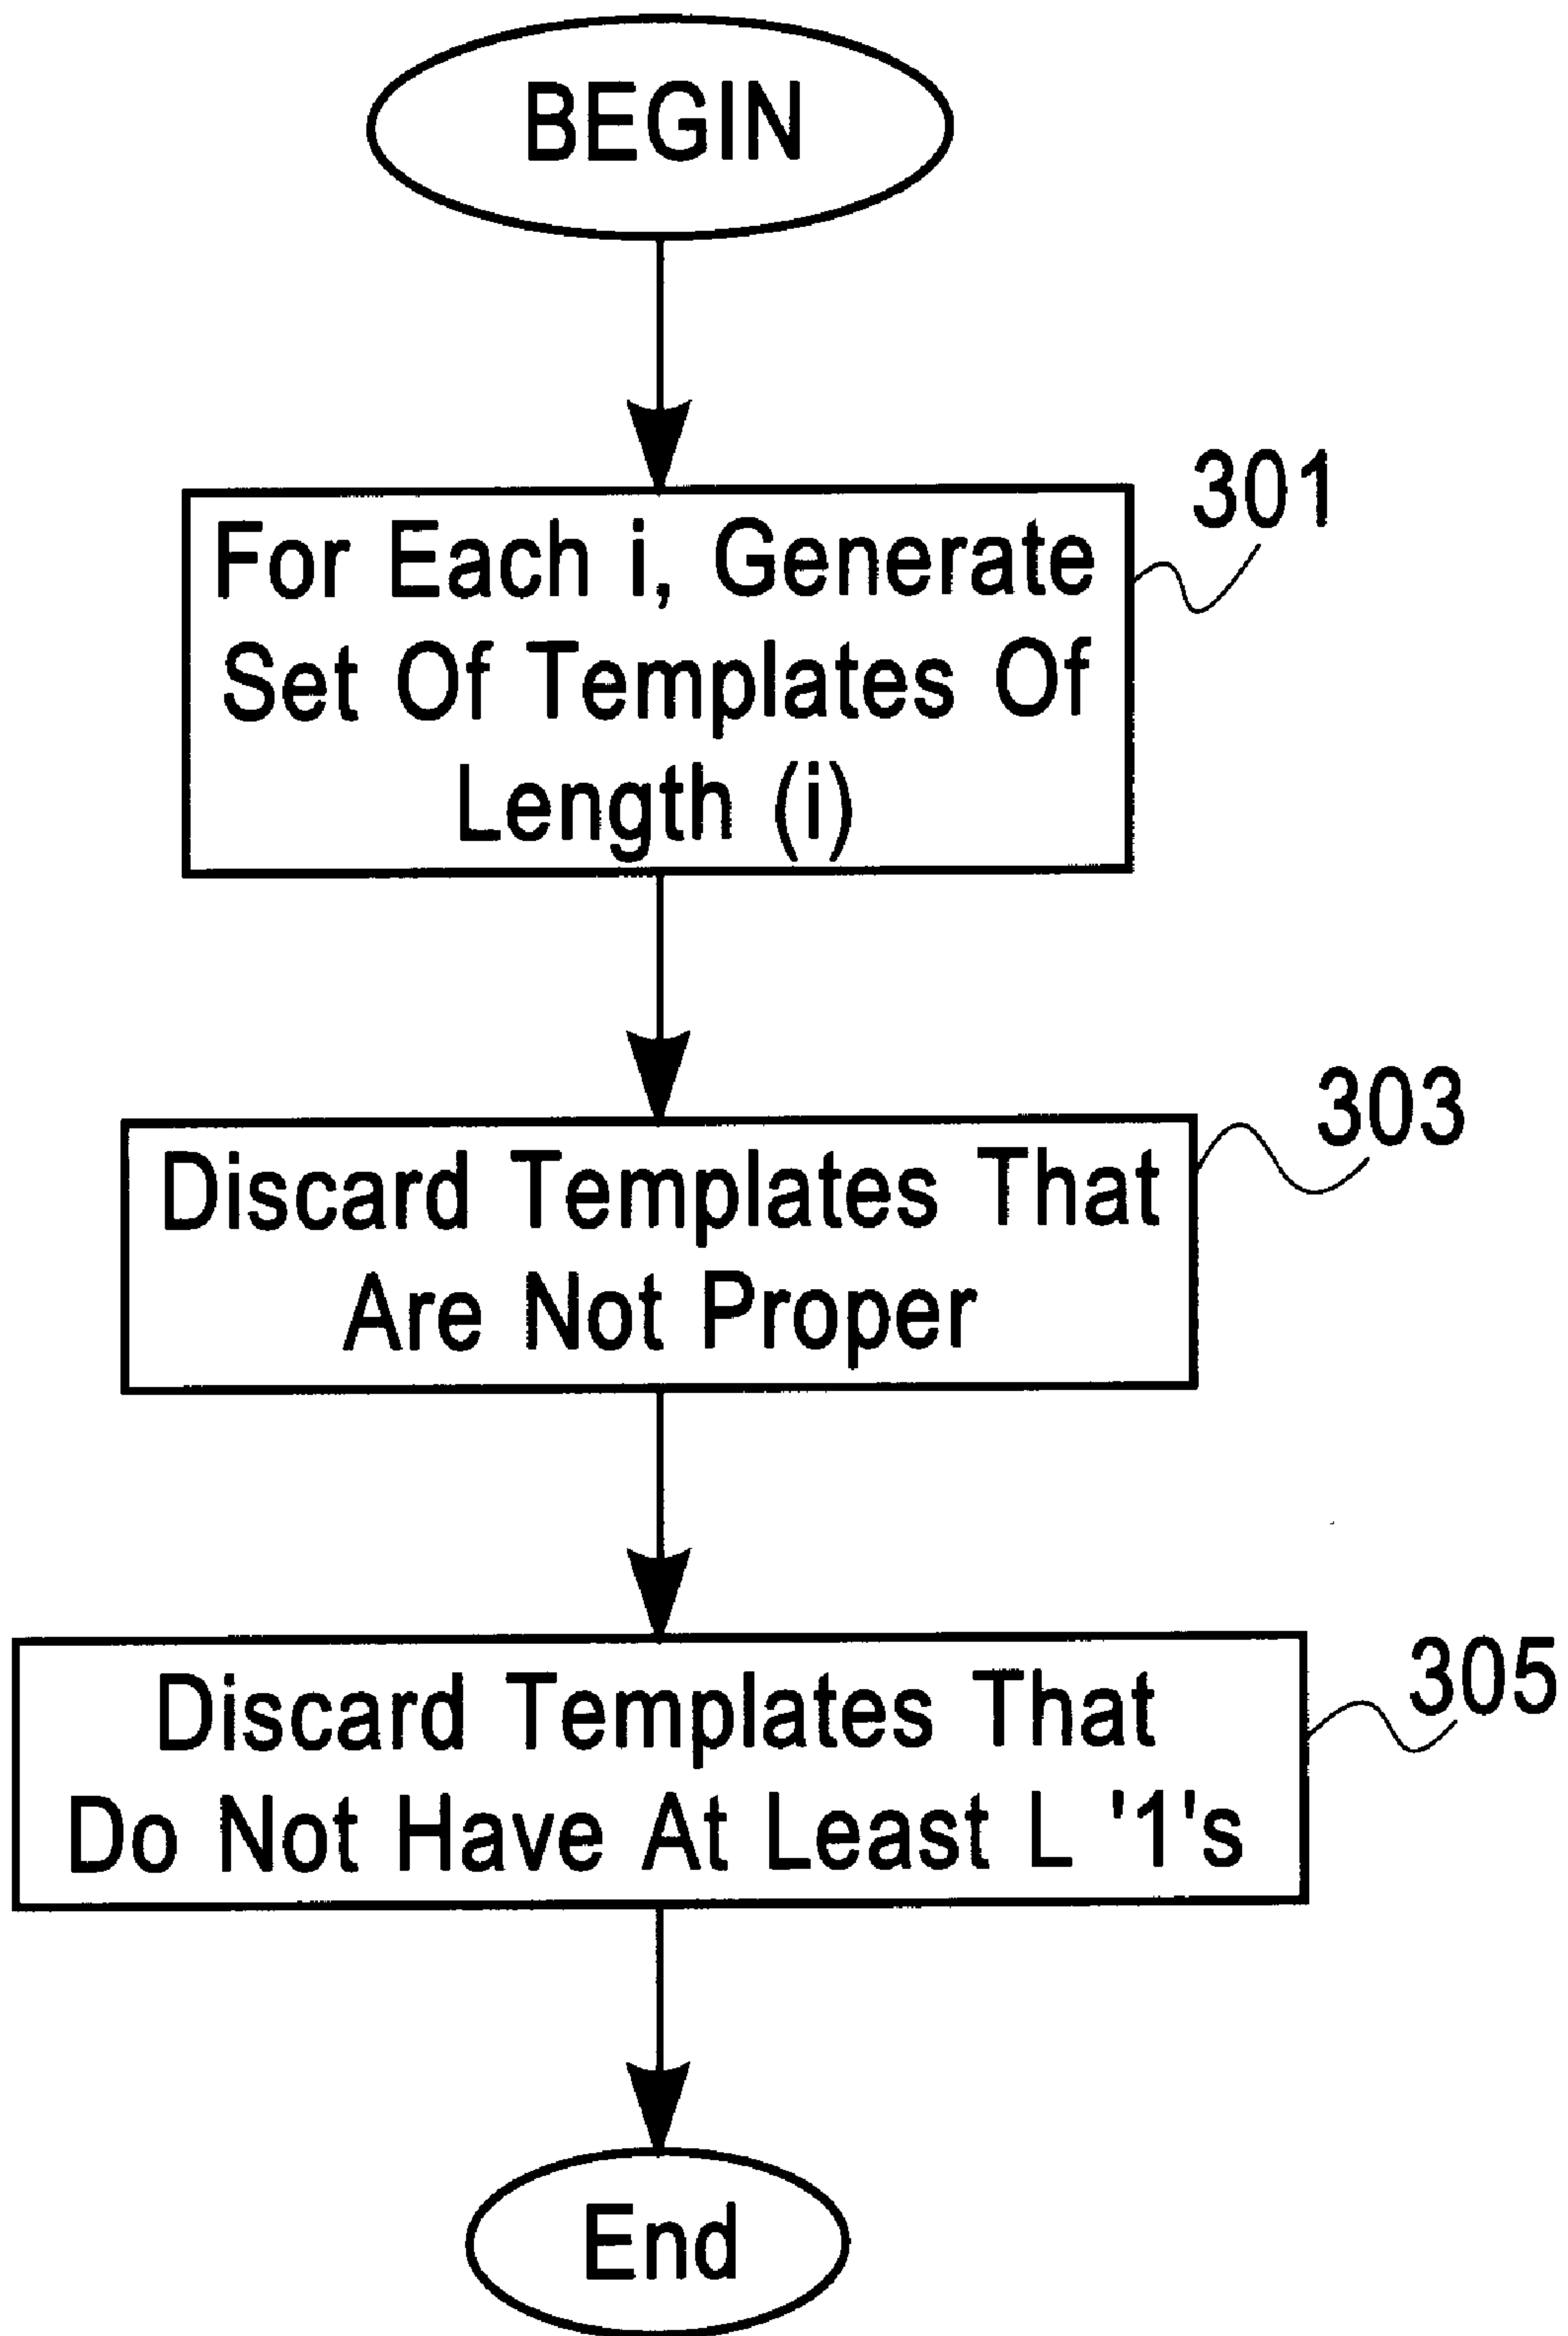 BEGIN
301
For Each i, Generate
Set Of Templates Of
Length (i)
303
Discard Templates That
Are Not Proper
305
Discard Templates That
Do Not Have At Least L '1's
End